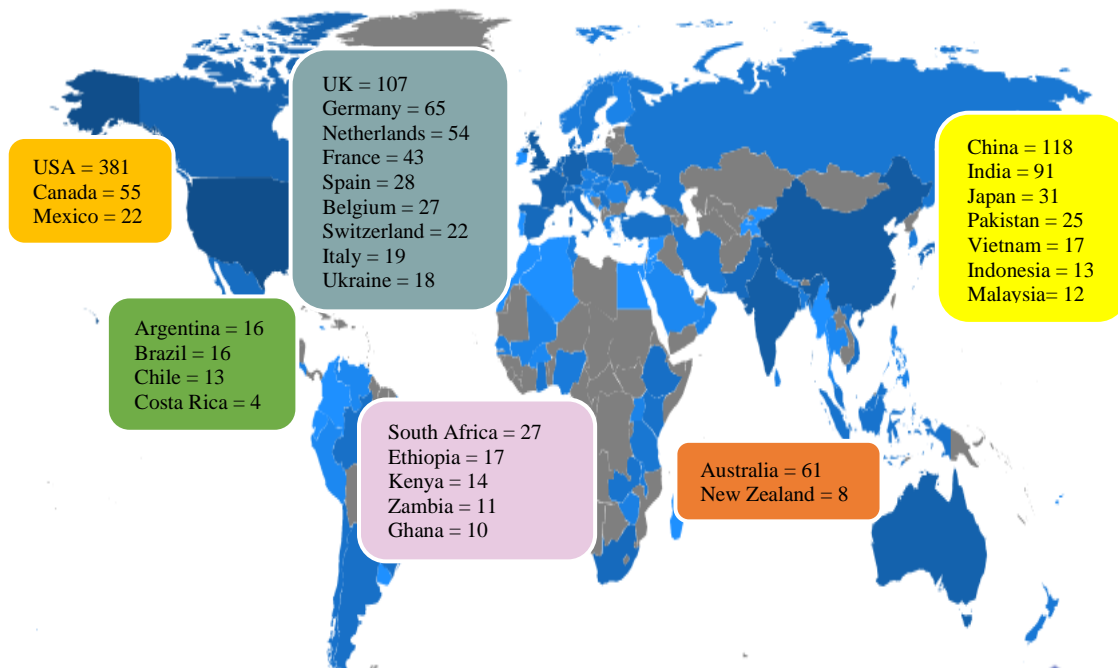 USA = 381
Canada = 55
Mexico = 22
UK = 107
Germany = 65
Netherlands = 54
France = 43
Spain = 28
Belgium = 27
Switzerland = 22
Italy = 19
Ukraine = 18
China = 118
India = 91
Japan = 31
Pakistan = 25
Vietnam = 17
Indonesia = 13
Malaysia= 12
Argentina = 16
Brazil = 16
Chile = 13
Costa Rica = 4
South Africa = 27
Ethiopia = 17
Kenya = 14
Zambia = 11
Ghana = 10
Australia = 61
New Zealand = 8